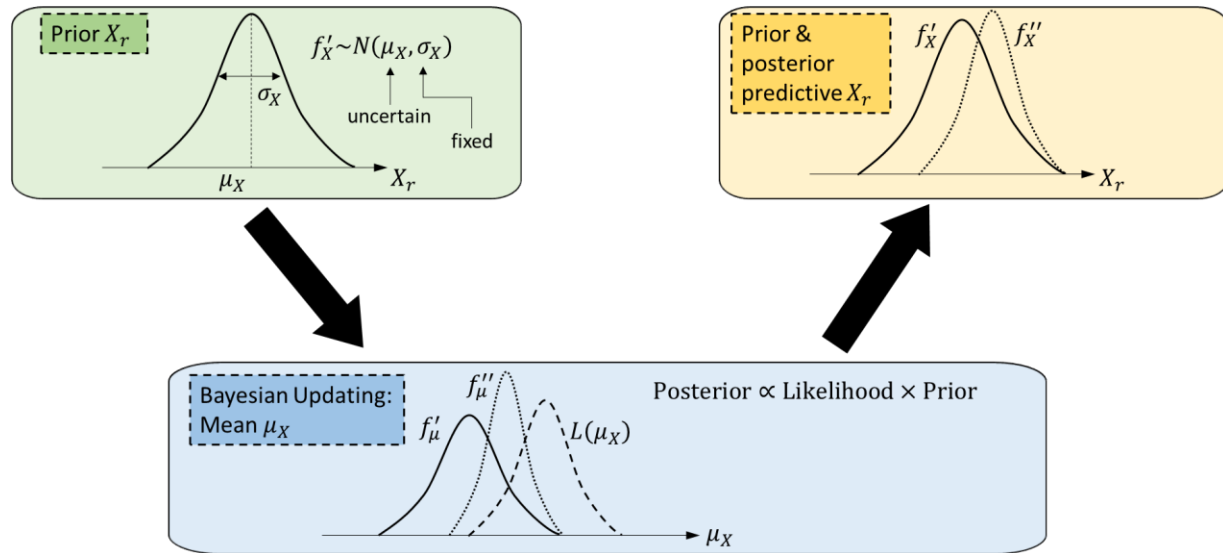 Prior X_r
f'_X~N(μ_X, σ_X)
σ_X
uncertain
fixed
μ_X
X_r
Prior &
posterior
predictive X_r
f'_X
f''_X
X_r
Bayesian Updating:
Mean μ_X
f''_μ
f'_μ
L(μ_X)
Posterior ∝ Likelihood × Prior
μ_X